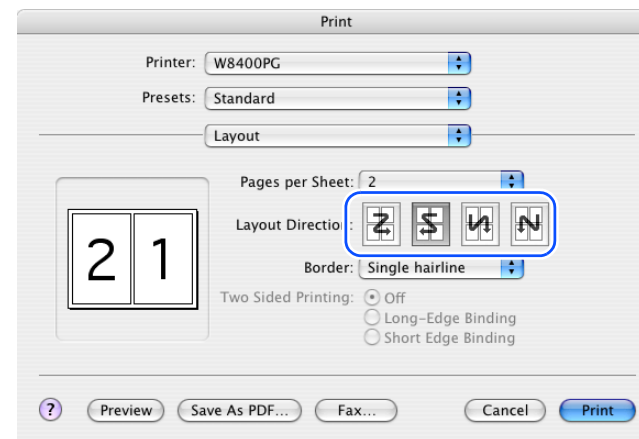 Print
Printer: W8400PG
Presets: Standard
Layout
Pages per Sheet: 2
Layout Direction:
2 1
Border: Single hairline
Two Sided Printing: Off
Long-Edge Binding
Short Edge Binding
? Preview Save As PDF... Fax... Cancel Print